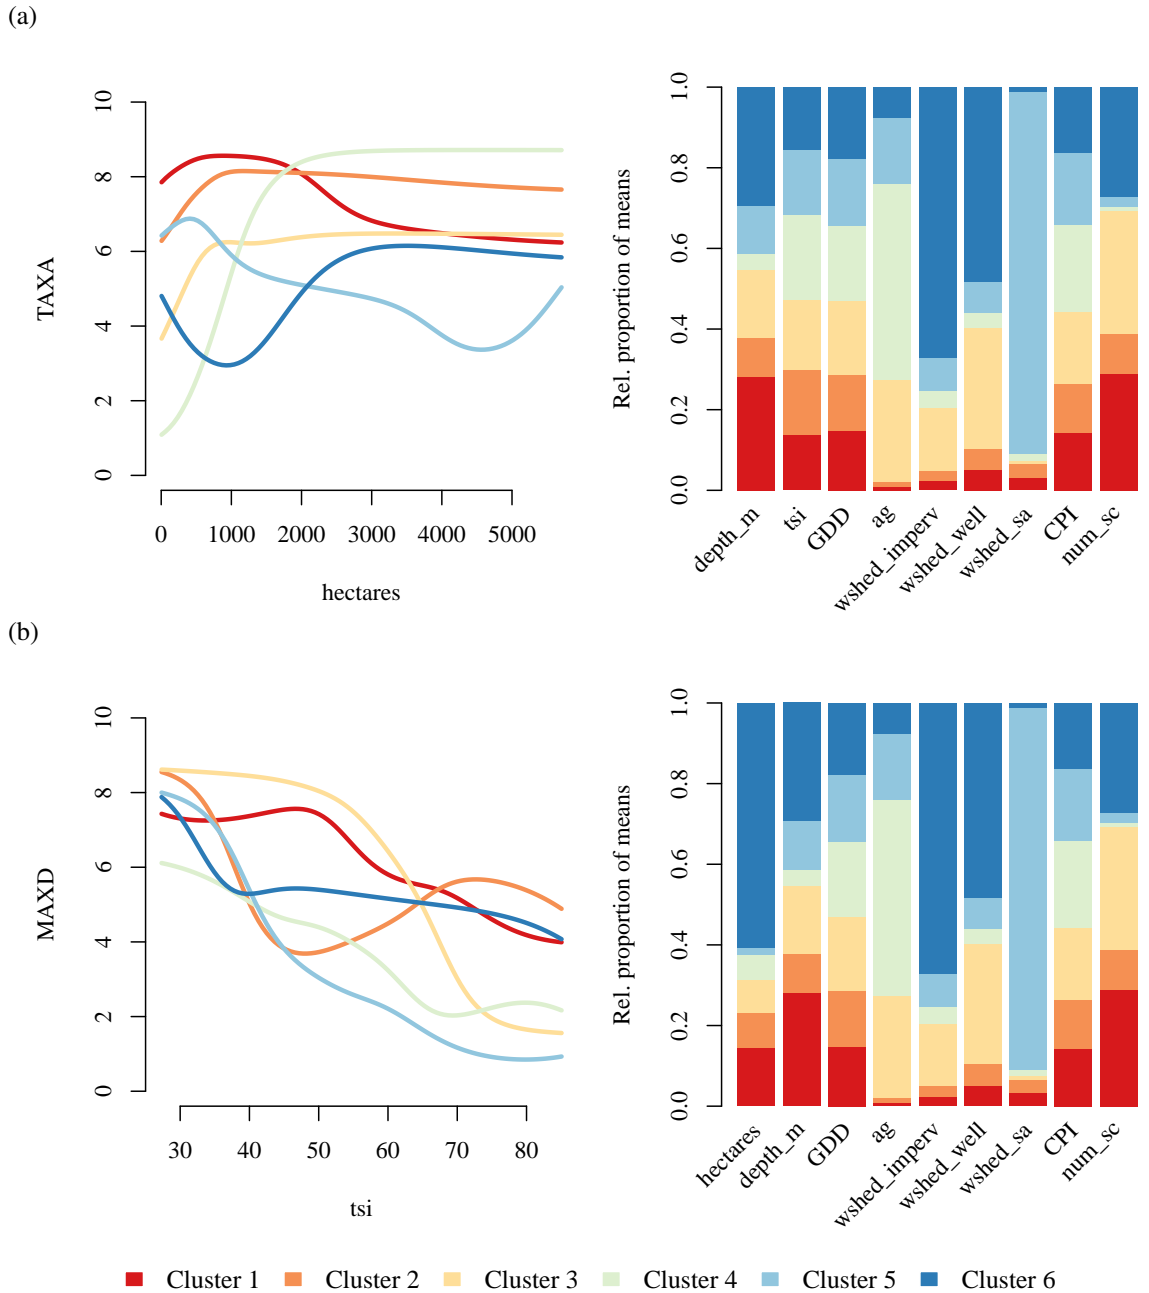 (a)
TAXA
0
2
4
6
8
10
0 1000 2000 3000 4000 5000
hectares
Rel. proportion of means
0.0
0.2
0.4
0.6
0.8
1.0
depth_m
tsi
GDD
ag
wshed_imperv
wshed_well
wshed_sa
CPI
num_sc
(b)
MAXD
0
2
4
6
8
10
30 40 50 60 70 80
tsi
Rel. proportion of means
0.0
0.2
0.4
0.6
0.8
1.0
hectares
depth_m
GDD
ag
wshed_imperv
wshed_well
wshed_sa
CPI
num_sc
Cluster 1 Cluster 2 Cluster 3 Cluster 4 Cluster 5 Cluster 6